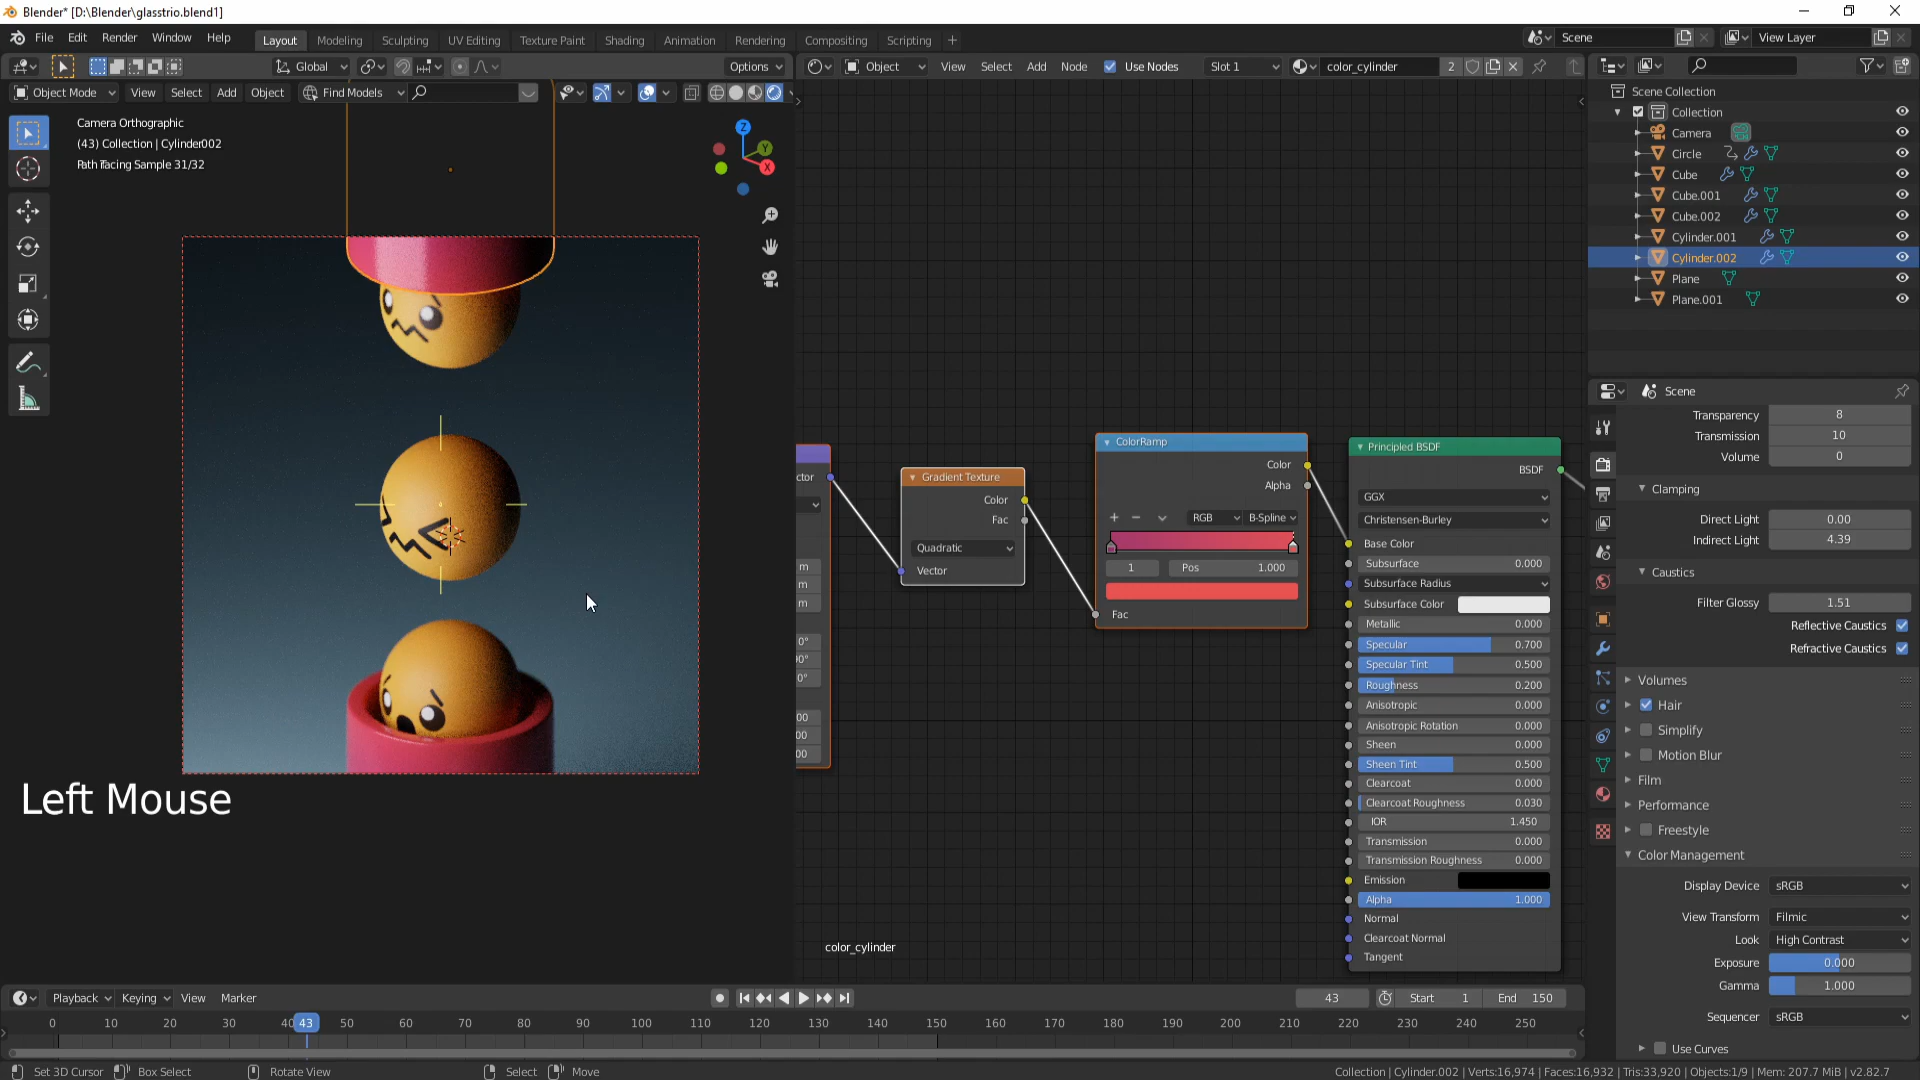 Blender* [D:\Blender\glasstrio.blend1]
File Edit Render Window Help Layout Modeling Sculpting UV Editing Texture Paint Shading Animation Rendering Compositing Scripting + Scene View Layer
Global Options Object View Select Add Node Use Nodes Slot 1 color_cylinder 2
Object Mode View Select Add Object Find Models
Camera Orthographic
(43) Collection | Cylinder002
Z
Y
X
Scene Collection
Collection
Camera
Circle
Cube
Cube.001
Cube.002
Cylinder.001
Cylinder.002
Plane
Plane.001
Scene
Transparency 8
Transmission 10
Volume 0
Clamping
Direct Light 0.00
Indirect Light 4.39
Caustics
Filter Glossy 1.51
Reflective Caustics
Refractive Caustics
Volumes
Hair
Simplify
Motion Blur
Film
Performance
Freestyle
Color Management
Display Device sRGB
View Transform Filmic
Look High Contrast
Exposure 0.000
Gamma 1.000
Sequencer sRGB
Use Curves
ctor
m
m
m
0°
0°
00
00
00
Gradient Texture
Color
Fac
Quadratic
Vector
ColorRamp
Color
Alpha
RGB B-Spline
1 Pos 1.000
Fac
Principled BSDF
BSDF
GGX
Christensen-Burley
Base Color
Subsurface 0.000
Subsurface Radius
Subsurface Color
Metallic 0.000
Specular 0.700
Specular Tint 0.500
Roughness 0.200
Anisotropic 0.000
Anisotropic Rotation 0.000
Sheen 0.000
Sheen Tint 0.500
Clearcoat 0.000
Clearcoat Roughness 0.030
IOR 1.450
Transmission 0.000
Transmission Roughness 0.000
Emission
Alpha 1.000
Normal
Clearcoat Normal
Tangent
color_cylinder
Left Mouse
Playback Keying View Marker 43 Start 1 End 150
0 10 20 30 40 43 50 60 70 80 90 100 110 120 130 140 150 160 170 180 190 200 210 220 230 240 250
Set 3D Cursor Box Select Rotate View Select Move Collection | Cylinder.002 | Verts:16,974 | Faces:16,932 | Tris:33,920 | Objects:1/9 | Mem: 207.7 MiB | v2.82.7